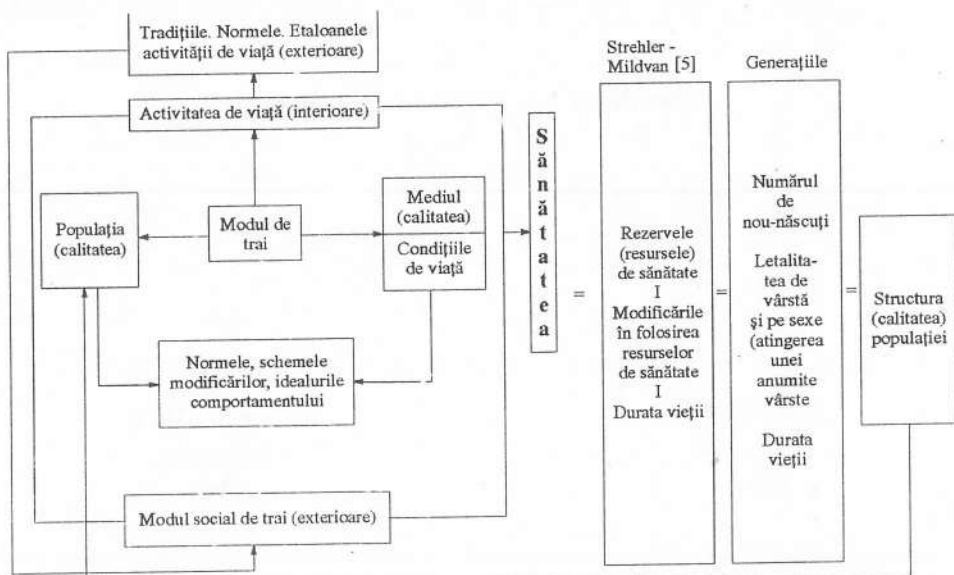 Tradițiile. Normele. Etaloanele
activității de viață (exterioare)
Activitatea de viață (interioare)
Populația
(calitatea)
Modul de
trai
Mediul
(calitatea)
Condițiile
de viață
Normele, schemele
modificărilor, idealurile
comportamentului
Modul social de trai (exterioare)
S
ă
n
ă
t
a
t
e
a
=
Strehler -
Mildvan [5]
Rezervele
(resursele)
de sănătate
I
Modificările
în folosirea
resurselor
de sănătate
I
Durata vieții
=
Generațiile
Numărul
de
nou-născuți
Letalita-
tea de
vârstă
și pe sexe
(atingerea
unei
anumite
vârste
Durata
vieții
=
Structura
(calitatea)
populației